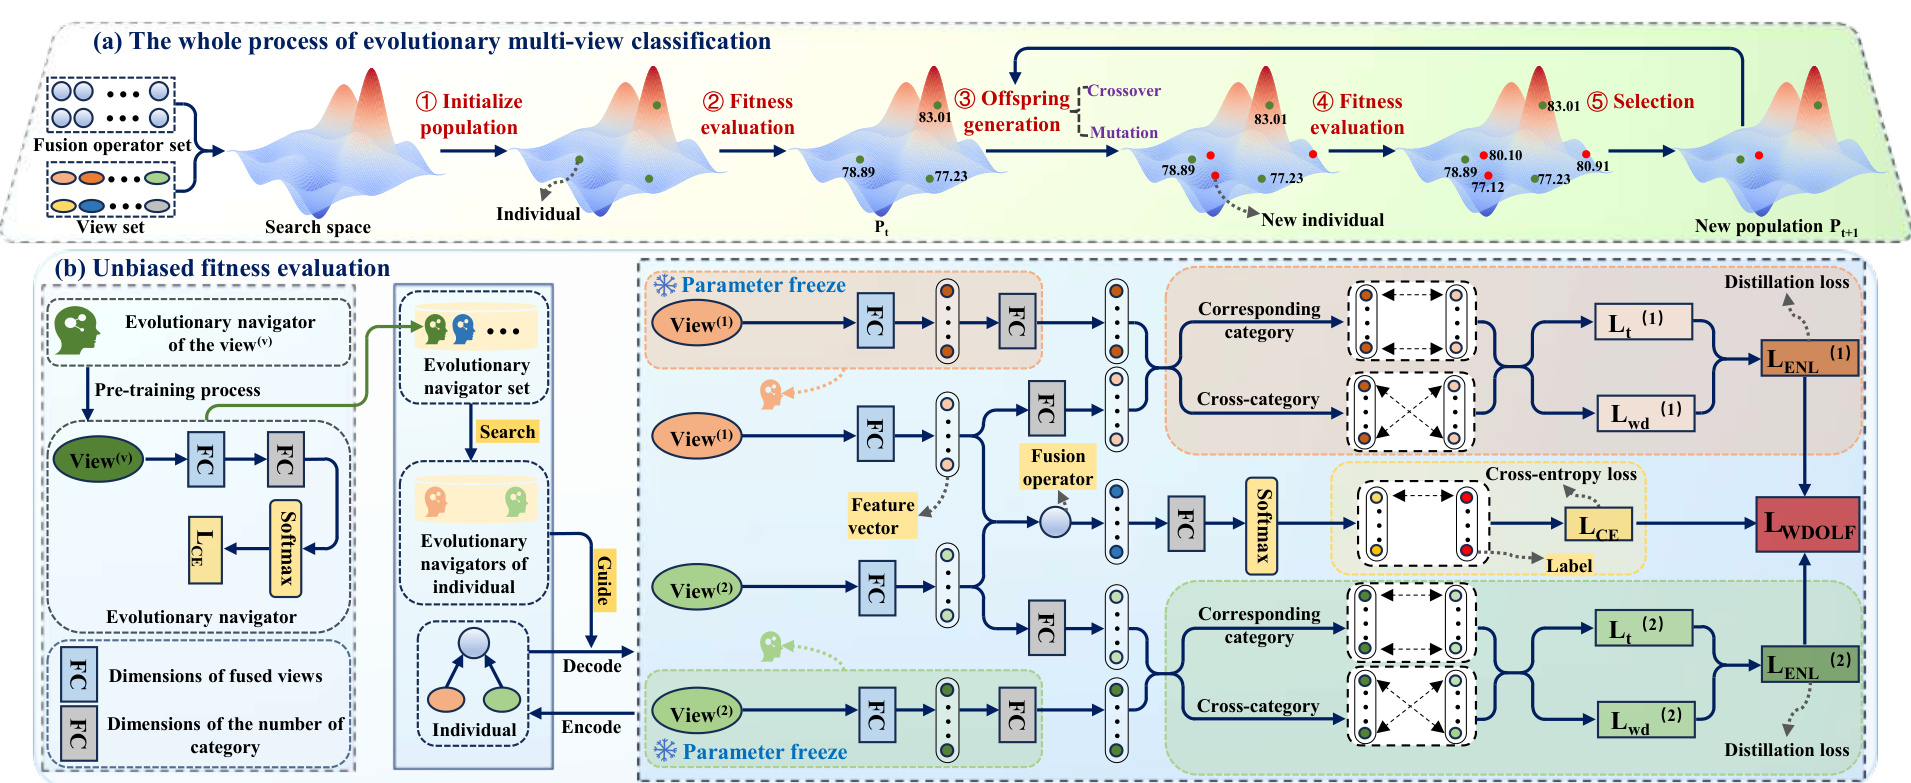 (a) The whole process of evolutionary multi-view classification
Fusion operator set
View set
Search space
① Initialize
population
Individual
② Fitness
evaluation
83.01
78.89
77.23
Pt
③ Offspring
generation
Crossover
Mutation
83.01
78.89
77.23
New individual
④ Fitness
evaluation
83.01
80.10
80.91
78.89
77.12
77.23
⑤ Selection
New population Pt+1
(b) Unbiased fitness evaluation
Evolutionary navigator
of the view(v)
Pre-training process
View(v)
FC
FC
Softmax
LCE
Evolutionary navigator
FC
Dimensions of fused views
FC
Dimensions of the number of
category
Evolutionary
navigator set
Search
Evolutionary
navigators of
individual
Guide
Individual
Decode
Encode
Parameter freeze
View(1)
FC
FC
View(1)
FC
FC
Feature
vector
Fusion
operator
FC
Softmax
View(2)
FC
FC
View(2)
FC
FC
Parameter freeze
Corresponding
category
Cross-category
Lt(1)
Lwd(1)
Distillation loss
LENL(1)
Cross-entropy loss
LCE
Label
LWDOLF
Corresponding
category
Cross-category
Lt(2)
Lwd(2)
LENL(2)
Distillation loss